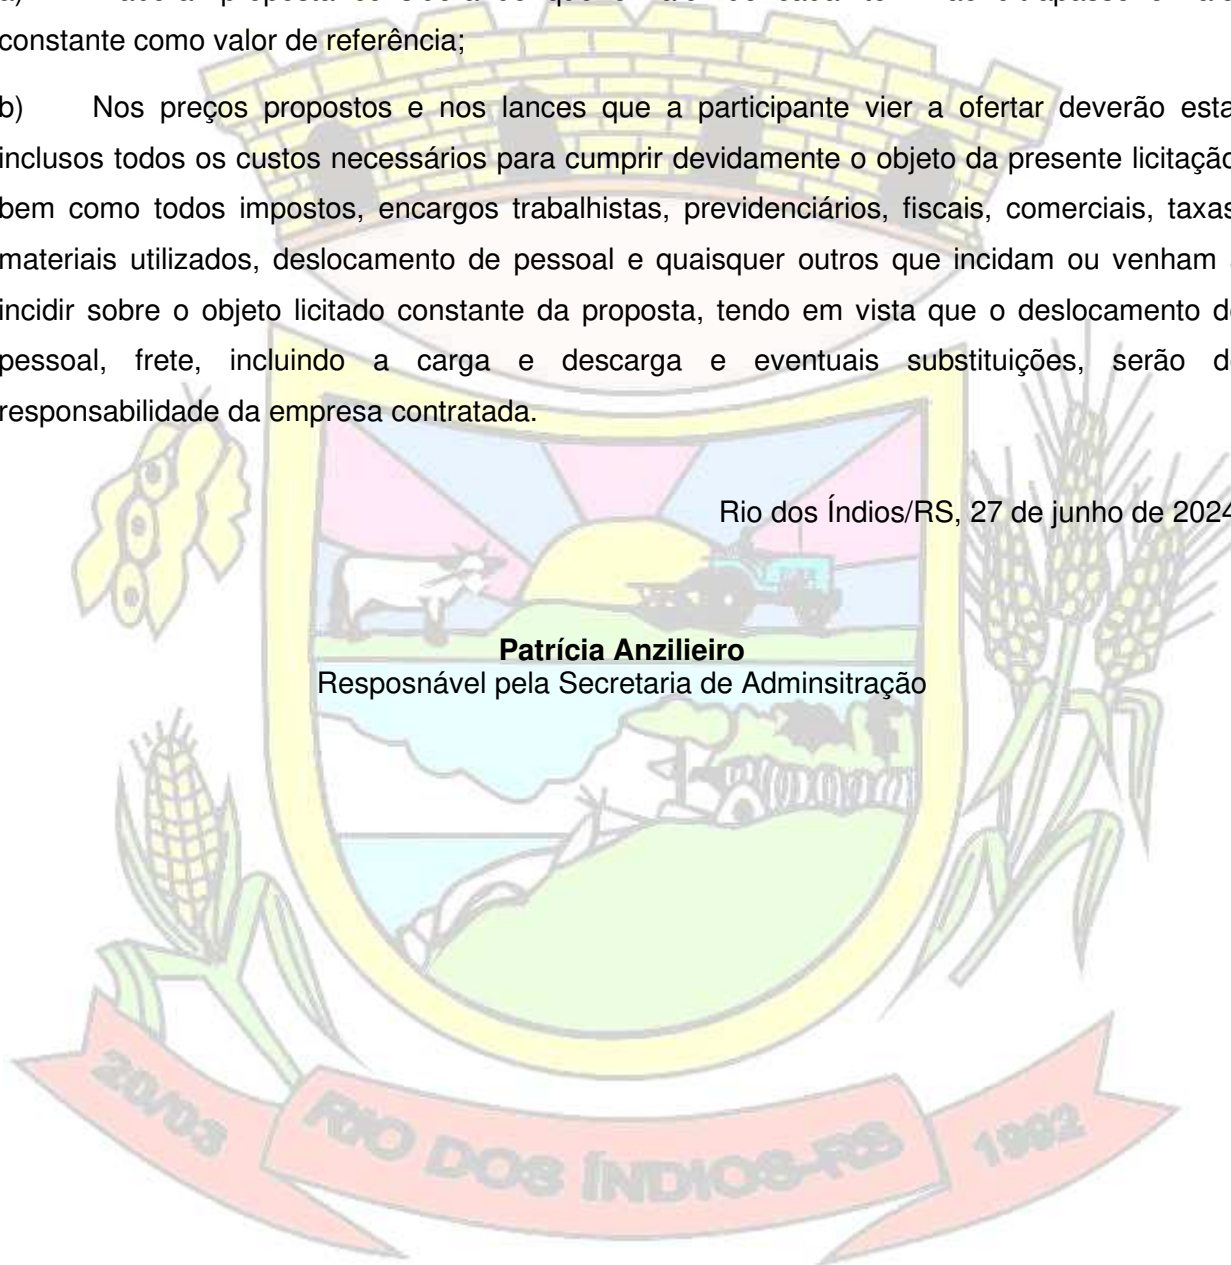 constante como valor de referência;
b) Nos preços propostos e nos lances que a participante vier a ofertar deverão esta
inclusos todos os custos necessários para cumprir devidamente o objeto da presente licitação
bem como todos impostos, encargos trabalhistas, previdenciários, fiscais, comerciais, taxas
materiais utilizados, deslocamento de pessoal e quaisquer outros que incidam ou venham
incidir sobre o objeto licitado constante da proposta, tendo em vista que o deslocamento d
pessoal, frete, incluindo a carga e descarga e eventuais substituições, serão d
responsabilidade da empresa contratada.
Rio dos Índios/RS, 27 de junho de 2024
Patrícia Anzilieiro
Resposnável pela Secretaria de Adminsitração
20/03
RIO DOS ÍNDIOS-RS
1992